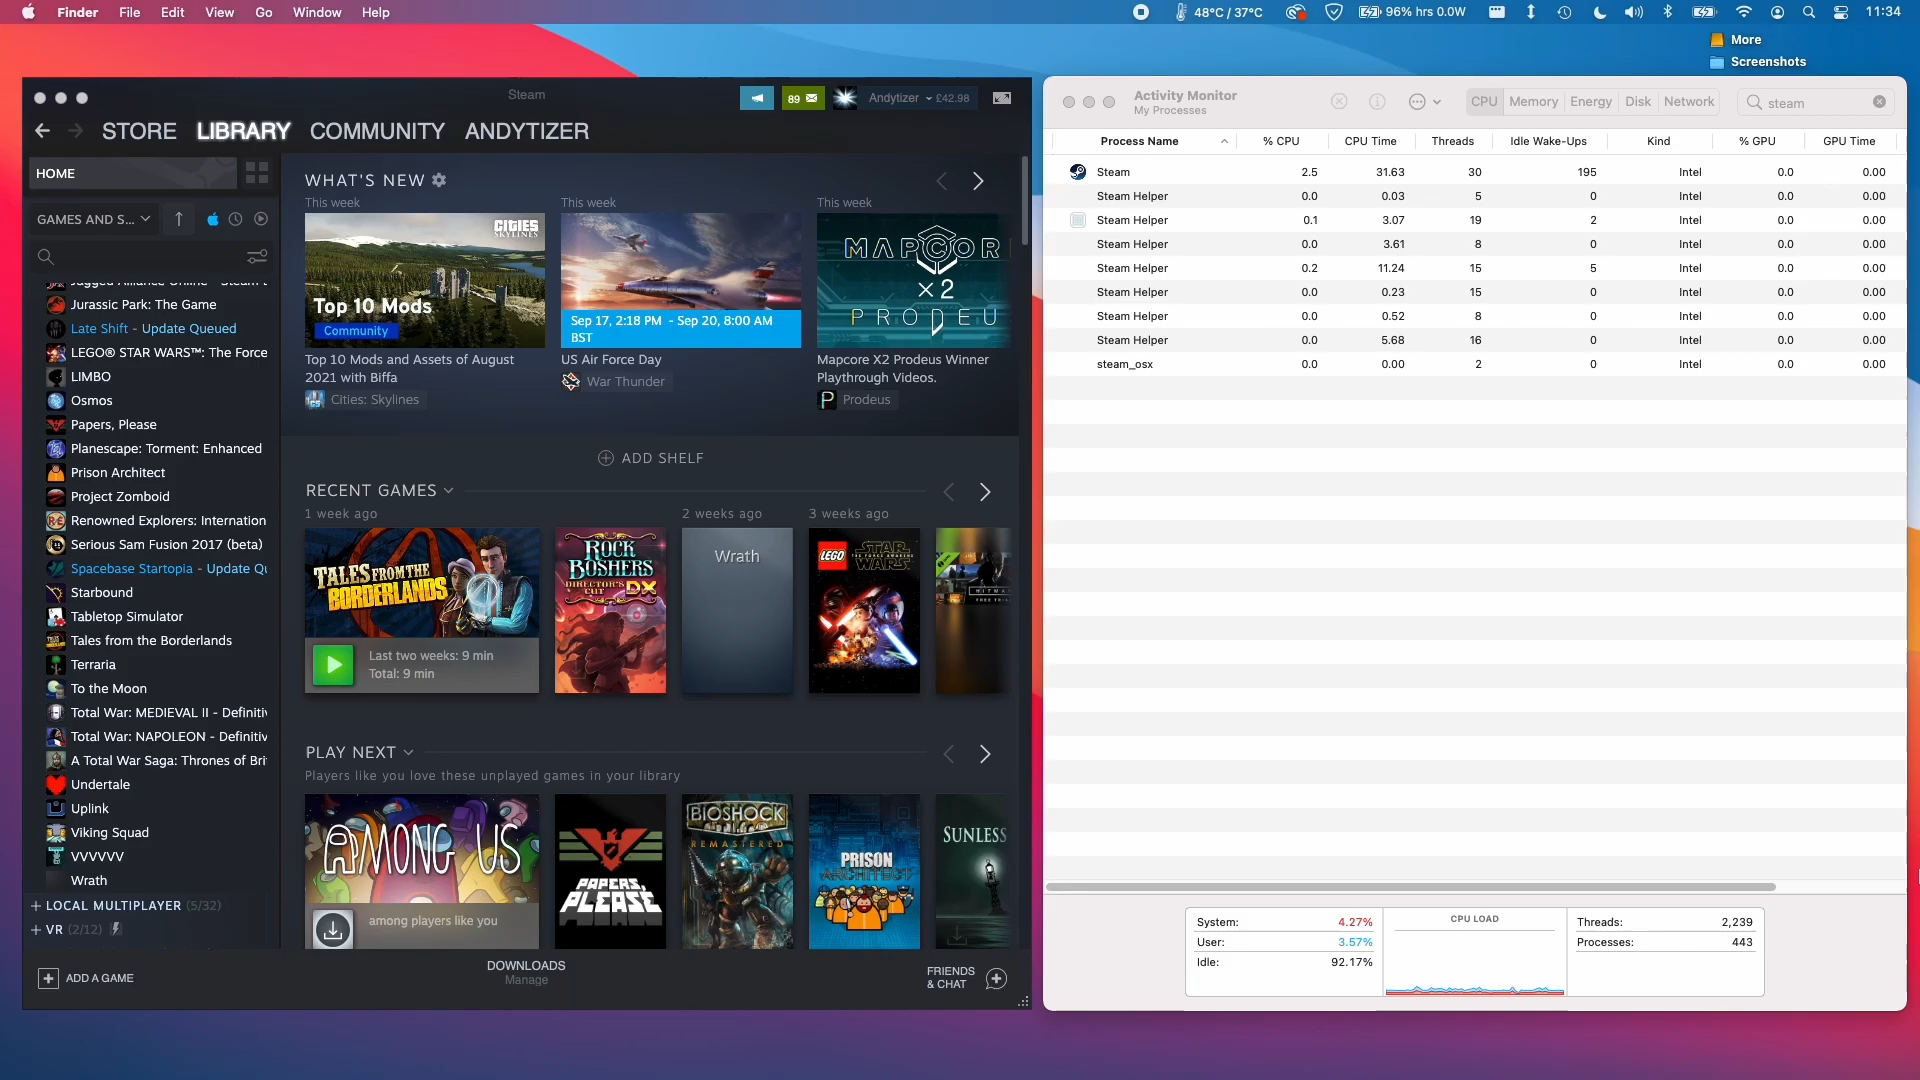 Finder File Edit View Go Window Help
48°C / 37°C 96% hrs 0.0W 11:34
More
Screenshots
Steam
89 Andytizer £42.98
STORE LIBRARY COMMUNITY ANDYTIZER
HOME
GAMES AND S...
Jurassic Park: The Game
Late Shift - Update Queued
LEGO® STAR WARS™: The Force
LIMBO
Osmos
Papers, Please
Planescape: Torment: Enhanced
Prison Architect
Project Zomboid
Renowned Explorers: Internation
Serious Sam Fusion 2017 (beta)
Spacebase Startopia - Update Qu
Starbound
Tabletop Simulator
Tales from the Borderlands
Terraria
To the Moon
Total War: MEDIEVAL II - Definitiv
Total War: NAPOLEON - Definitiv
A Total War Saga: Thrones of Brit
Undertale
Uplink
Viking Squad
VVVVVV
Wrath
+ LOCAL MULTIPLAYER (5/32)
+ VR (2/12)
ADD A GAME
WHAT'S NEW
This week
CITIES
SKYLINES
Top 10 Mods
Community
Top 10 Mods and Assets of August
2021 with Biffa
Cities: Skylines
This week
Sep 17, 2:18 PM - Sep 20, 8:00 AM
BST
US Air Force Day
War Thunder
This week
MAPCOR
X2
PRODEU
Mapcore X2 Prodeus Winner
Playthrough Videos.
Prodeus
ADD SHELF
RECENT GAMES
1 week ago
2 weeks ago
3 weeks ago
TALES FROM THE
BORDERLANDS
Last two weeks: 9 min
Total: 9 min
ROCK
BOSHERS
DIRECTOR'S
CUT DX
Wrath
LEGO STAR
WARS
THE FORCE AWAKENS
HITMA
PLAY NEXT
Players like you love these unplayed games in your library
AMONG US
among players like you
PAPERS,
PLEASE
BIOSHOCK
REMASTERED
PRISON
ARCHITECT
SUNLESS
DOWNLOADS
Manage
FRIENDS
& CHAT
Activity Monitor
My Processes
CPU Memory Energy Disk Network
steam
Process Name % CPU CPU Time Threads Idle Wake-Ups Kind % GPU GPU Time
Steam 2.5 31.63 30 195 Intel 0.0 0.00
Steam Helper 0.0 0.03 5 0 Intel 0.0 0.00
Steam Helper 0.1 3.07 19 2 Intel 0.0 0.00
Steam Helper 0.0 3.61 8 0 Intel 0.0 0.00
Steam Helper 0.2 11.24 15 5 Intel 0.0 0.00
Steam Helper 0.0 0.23 15 0 Intel 0.0 0.00
Steam Helper 0.0 0.52 8 0 Intel 0.0 0.00
Steam Helper 0.0 5.68 16 0 Intel 0.0 0.00
steam_osx 0.0 0.00 2 0 Intel 0.0 0.00
System: 4.27%
User: 3.57%
Idle: 92.17%
CPU LOAD
Threads: 2,239
Processes: 443